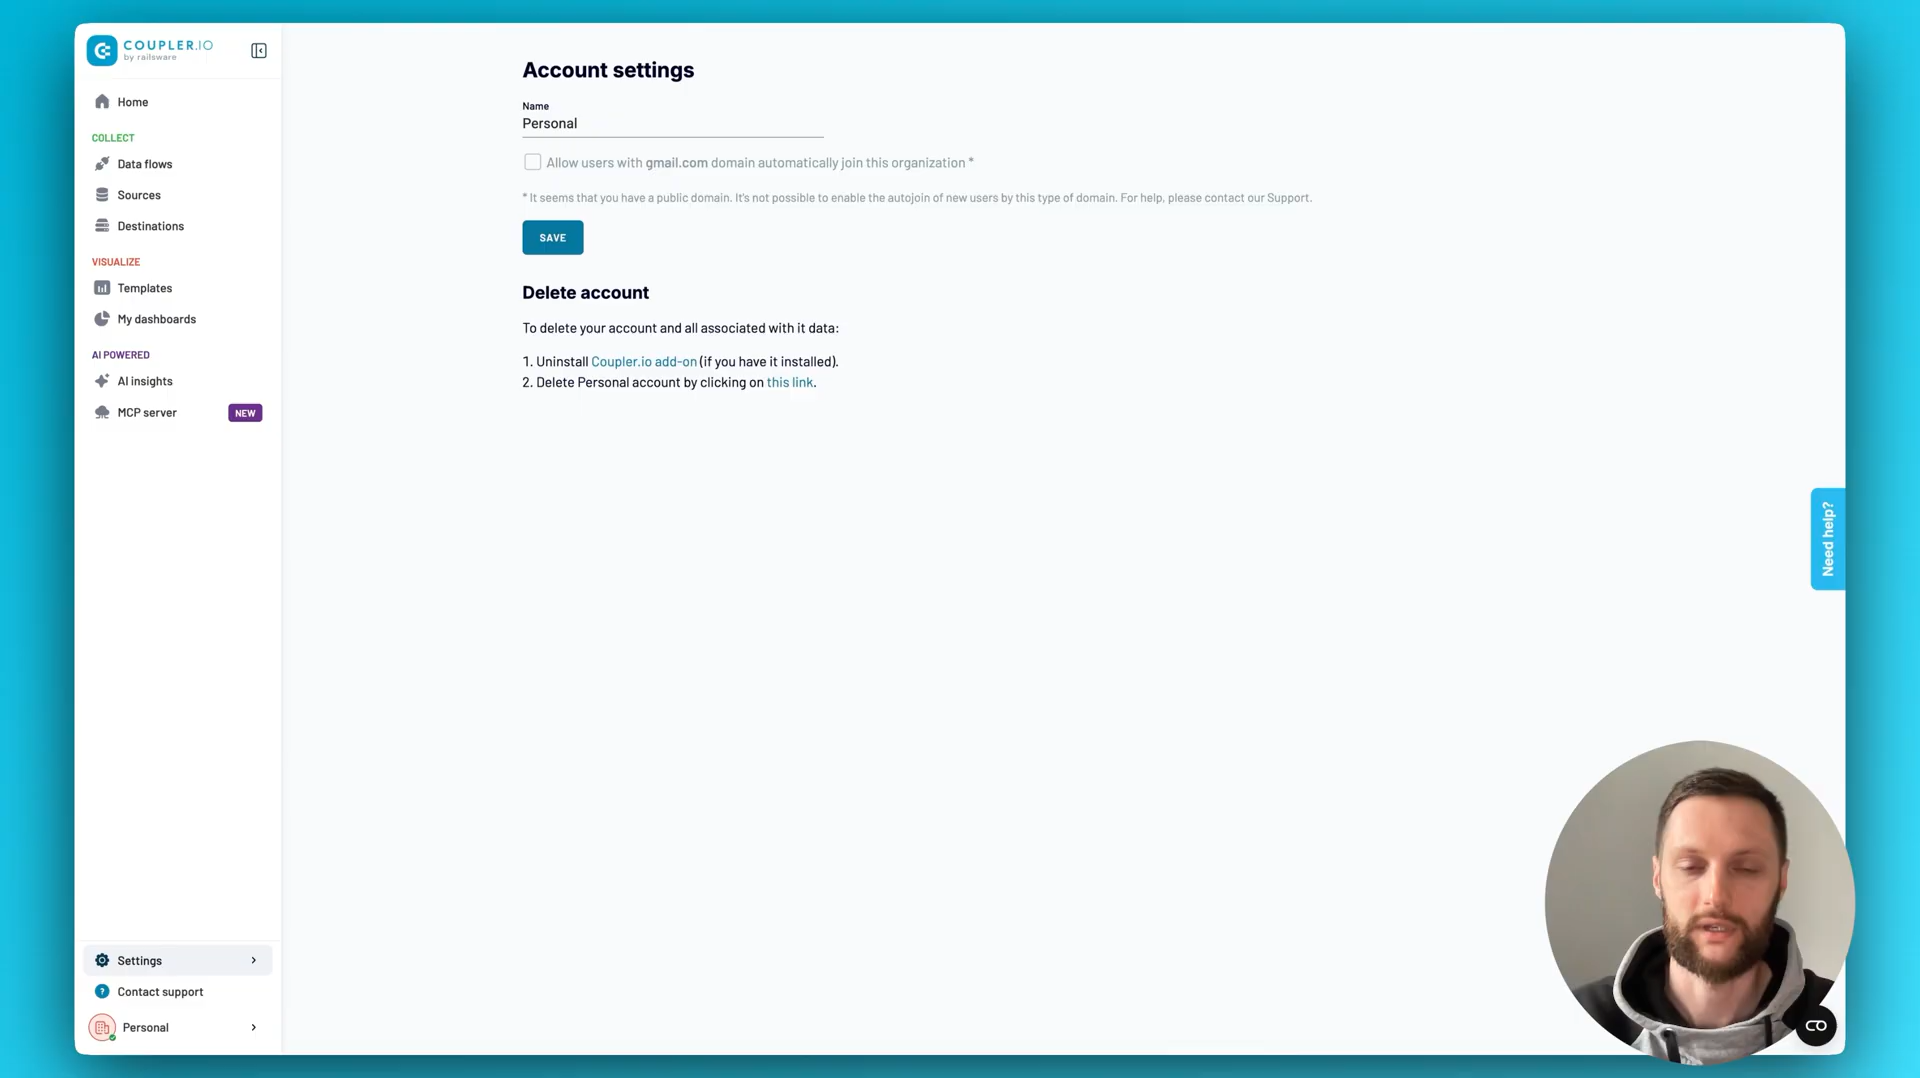 COUPLER.IO
by railsware
Home
COLLECT
Data flows
Sources
Destinations
VISUALIZE
Templates
My dashboards
AI POWERED
AI insights
MCP server NEW
Settings
Contact support
Personal
Account settings
Name
Personal
Allow users with gmail.com domain automatically join this organization *
* It seems that you have a public domain. It's not possible to enable the autojoin of new users by this type of domain. For help, please contact our Support.
SAVE
Delete account
To delete your account and all associated with it data:
1. Uninstall Coupler.io add-on (if you have it installed).
2. Delete Personal account by clicking on this link.
Need help?